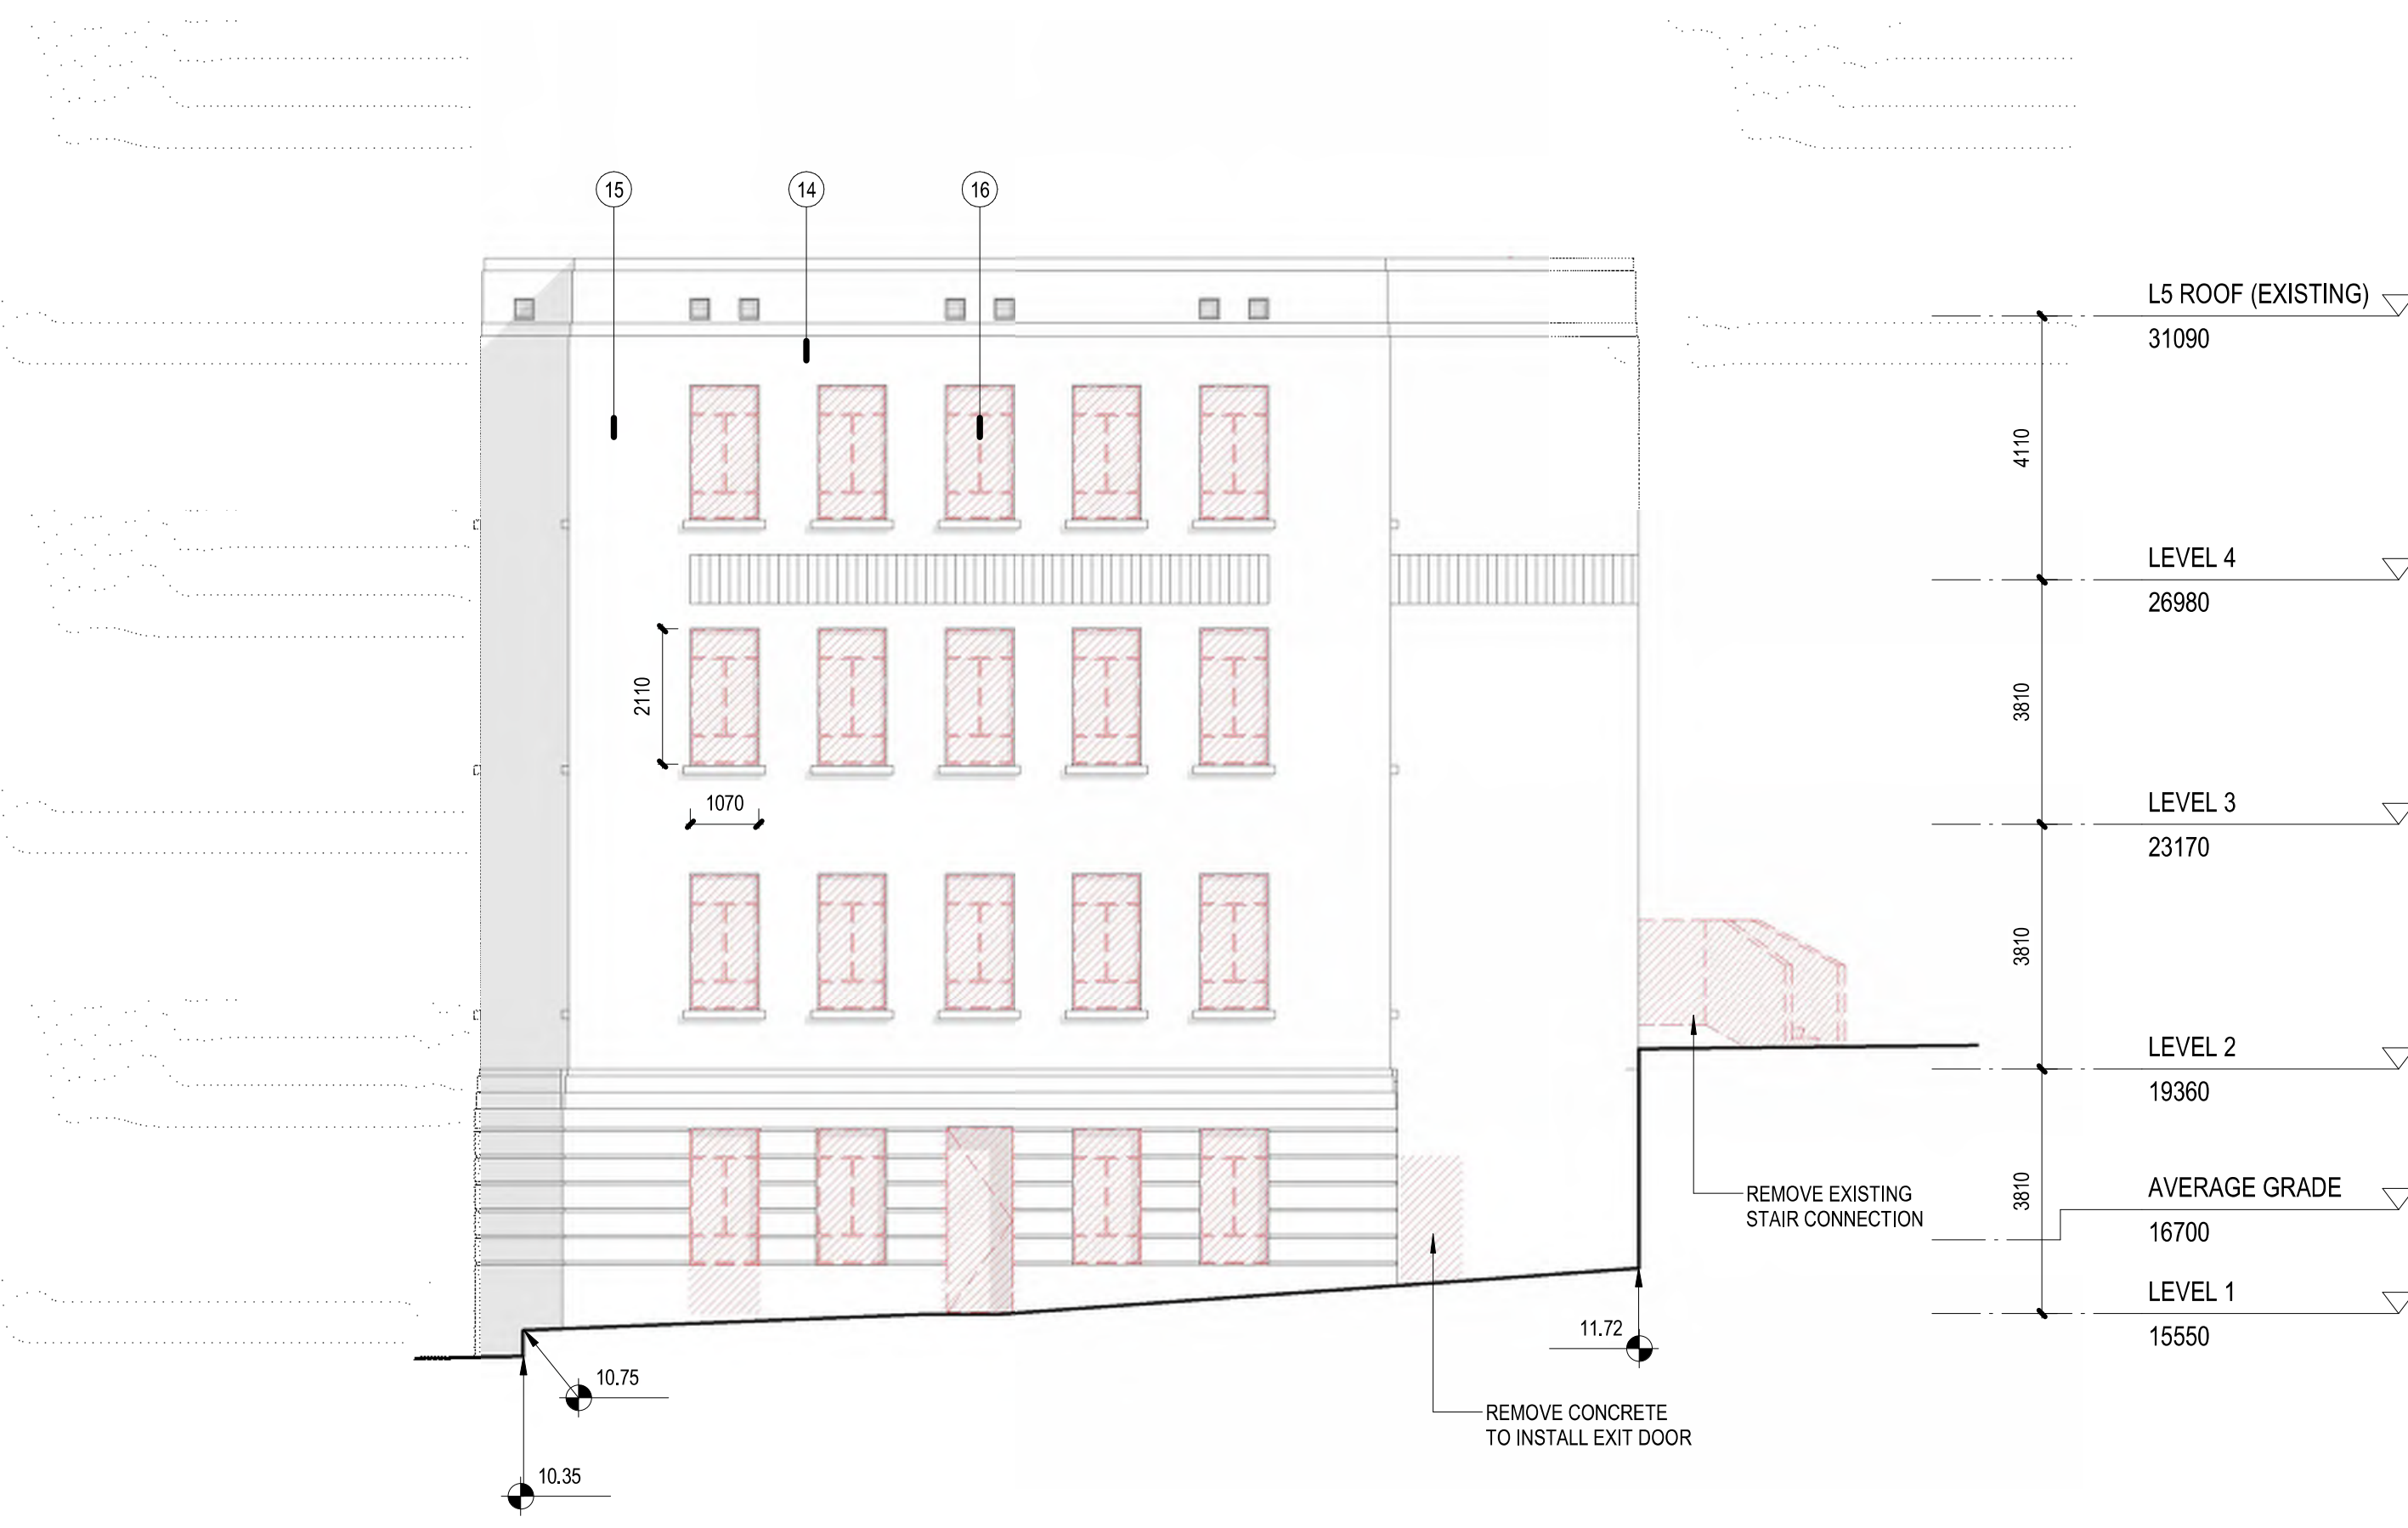 15
14
16
L5 ROOF (EXISTING)
31090
4110
LEVEL 4
26980
3810
2110
1070
LEVEL 3
23170
3810
LEVEL 2
19360
REMOVE EXISTING
STAIR CONNECTION
3810
AVERAGE GRADE
16700
LEVEL 1
15550
11.72
10.75
REMOVE CONCRETE
TO INSTALL EXIT DOOR
10.35